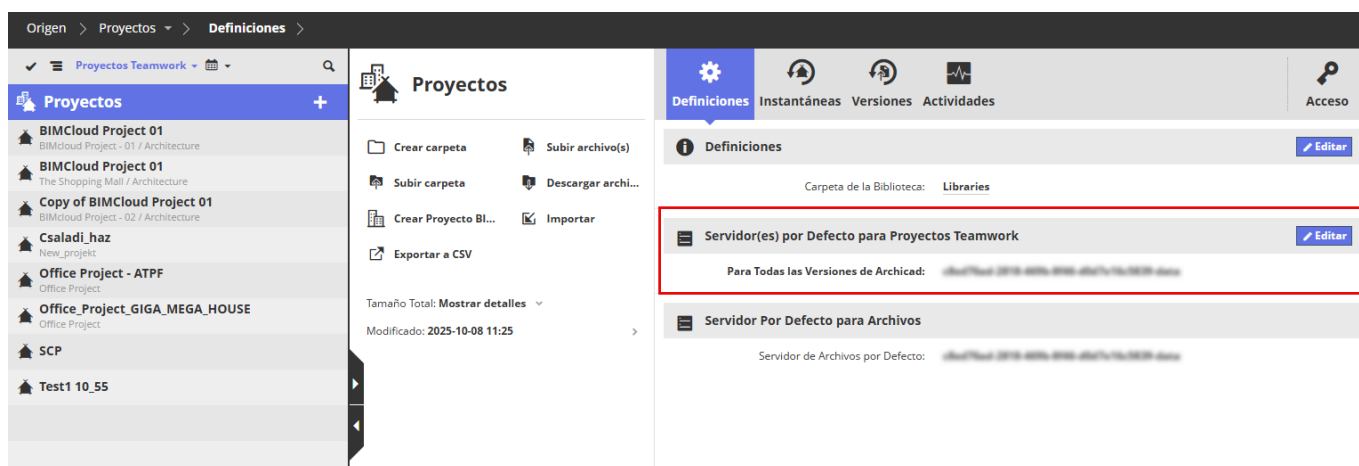 Origen > Proyectos > Definiciones >
Proyectos Teamwork
Proyectos +
BIMCloud Project 01
BIMcloud Project - 01 / Architecture
BIMCloud Project 01
The Shopping Mall / Architecture
Copy of BIMCloud Project 01
BIMcloud Project - 02 / Architecture
Csaladi_haz
New_projekt
Office Project - ATPF
Office Project
Office_Project_GIGA_MEGA_HOUSE
Office Project
SCP
Test1 10_55
Proyectos
Crear carpeta
Subir archivo(s)
Subir carpeta
Descargar archi...
Crear Proyecto BI...
Importar
Exportar a CSV
Tamaño Total: Mostrar detalles
Modificado: 2025-10-08 11:25
Definiciones Instantáneas Versiones Actividades
Acceso
Definiciones
Editar
Carpeta de la Biblioteca: Libraries
Servidor(es) por Defecto para Proyectos Teamwork
Editar
Para Todas las Versiones de Archicad:
Servidor Por Defecto para Archivos
Servidor de Archivos por Defecto: